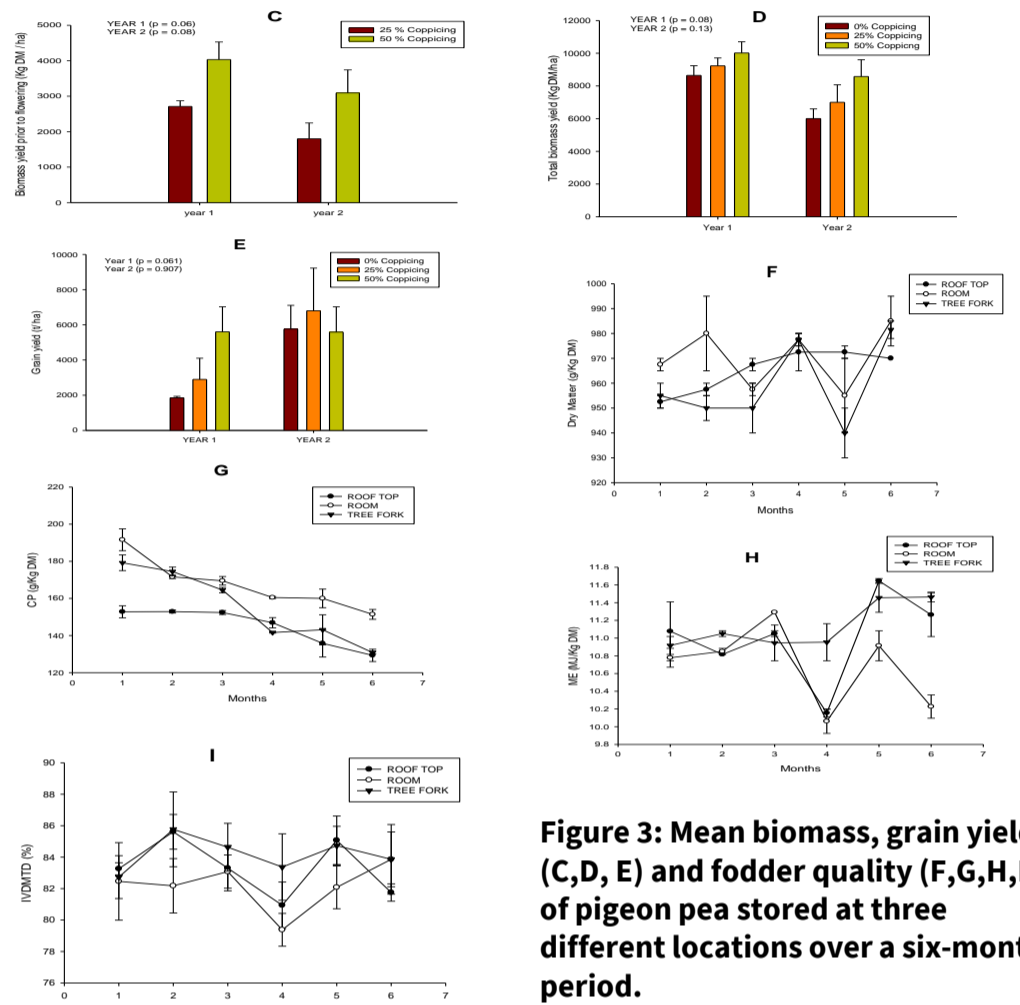 C
YEAR 1 (p = 0.06)
YEAR 2 (p = 0.08)
25 % Coppicing
50 % Coppicing
Biomass yield prior to flowering (Kg DM / ha)
5000
4000
3000
2000
1000
0
year 1 year 2
D
YEAR 1 (p = 0.08)
YEAR 2 (p = 0.13)
0% Coppicing
25% Coppicing
50% Coppicng
Total biomass yield (KgDM/ha)
12000
10000
8000
6000
4000
2000
0
Year 1 Year 2
E
Year 1 (p = 0.061)
Year 2 (p = 0.907)
0% Coppicing
25% Coppicing
50% Coppicing
Grain yield (t/ha)
10000
8000
6000
4000
2000
0
YEAR 1 YEAR 2
F
ROOF TOP
ROOM
TREE FORK
Dry Matter (g/Kg DM)
1000
990
980
970
960
950
940
930
920
0 1 2 3 4 5 6 7
Months
G
ROOF TOP
ROOM
TREE FORK
CP (g/Kg DM)
220
200
180
160
140
120
0 1 2 3 4 5 6 7
Months
H
ROOF TOP
ROOM
TREE FORK
ME (MJ/Kg DM)
11.8
11.6
11.4
11.2
11.0
10.8
10.6
10.4
10.2
10.0
9.8
0 1 2 3 4 5 6 7
Months
I
ROOF TOP
ROOM
TREE FORK
IVDMTD (%)
90
88
86
84
82
80
78
76
0 1 2 3 4 5 6 7
Figure 3: Mean biomass, grain yield
(C,D, E) and fodder quality (F,G,H,I
of pigeon pea stored at three
different locations over a six-mont
period.